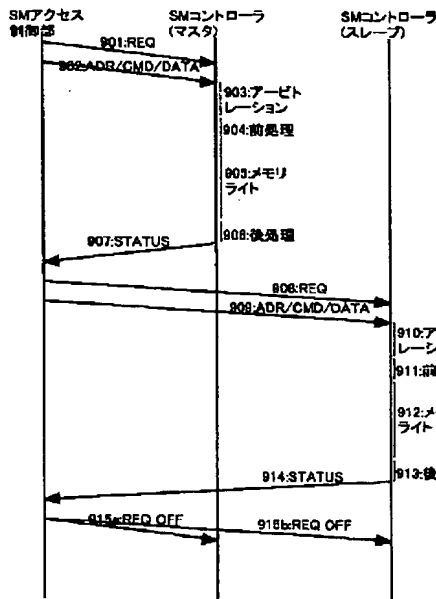 SMアクセス
制御部
SMコントローラ
(マスタ)
SMコントローラ
(スレーブ)
901:REQ
902:ADR/CMD/DATA
903:アービト
レーション
904:前処理
905:メモリ
ライト
906:後処理
907:STATUS
908:REQ
909:ADR/CMD/DATA
910:ア
レーシ
911:前
912:メ
ライト
913:後
914:STATUS
915a:REQ OFF
915b:REQ OFF